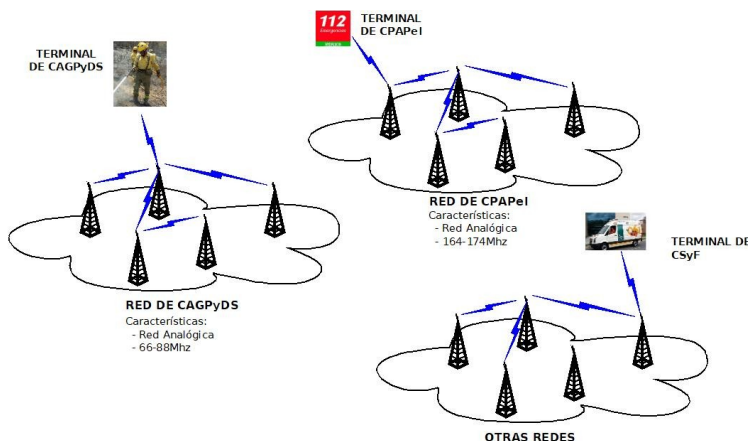 TERMINAL
DE CAGPyDS
112
Emergencias
TERMINAL
DE CPAPeI
RED DE CPAPeI
Características:
- Red Analógica
- 164-174Mhz
TERMINAL DE
CSyF
RED DE CAGPyDS
Características:
- Red Analógica
- 66-88Mhz
OTRAS REDES